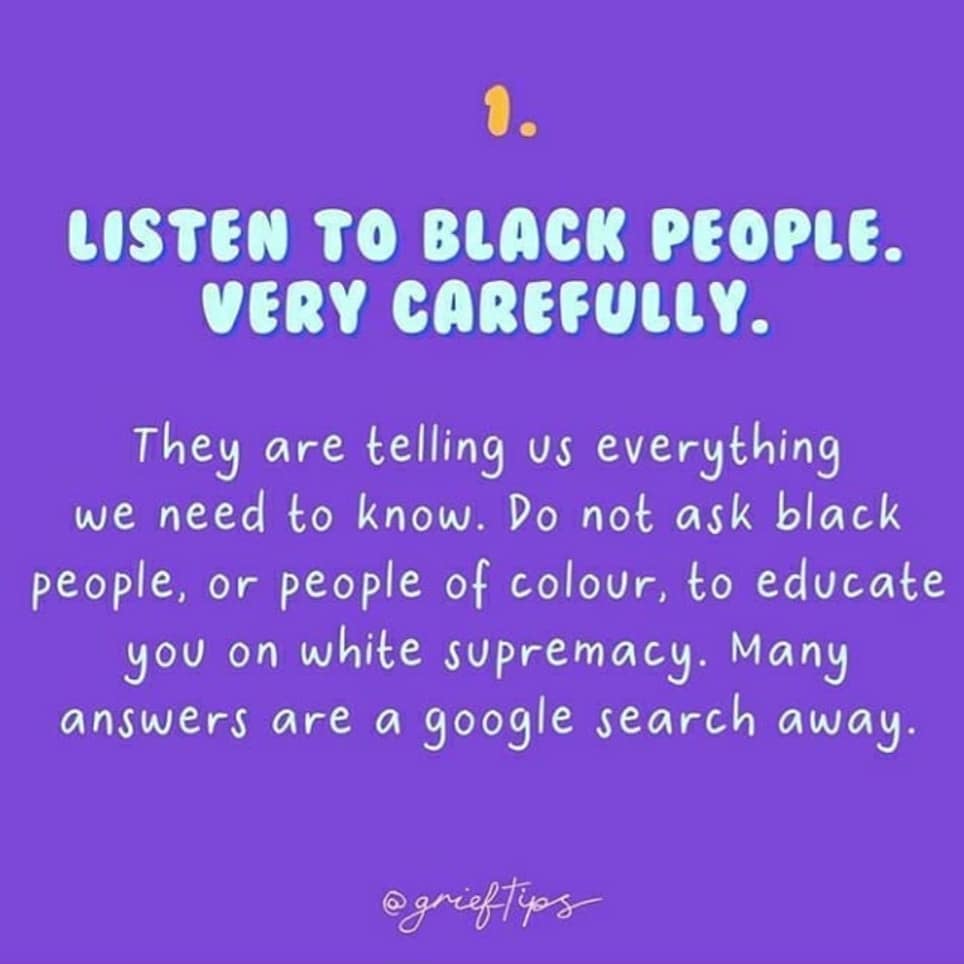 1.
LISTEN TO BLACK PEOPLE.
VERY CAREFULLY.
They are telling us everything
we need to know. Do not ask black
people, or people of colour, to educate
you on white supremacy. Many
answers are a google search away.
@grieftips